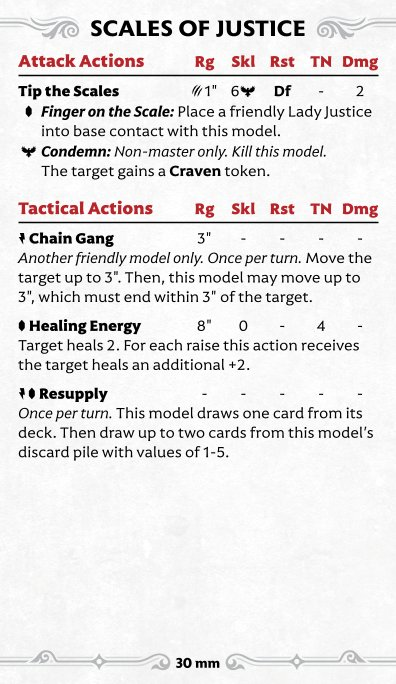 SCALES OF JUSTICE
Attack Actions Rg Skl Rst TN Dmg
Tip the Scales 1" 6 Df - 2
Finger on the Scale: Place a friendly Lady Justice
into base contact with this model.
Condemn: Non-master only. Kill this model.
The target gains a Craven token.
Tactical Actions Rg Skl Rst TN Dmg
Chain Gang 3" - - - -
Another friendly model only. Once per turn. Move the
target up to 3". Then, this model may move up to
3", which must end within 3" of the target.
Healing Energy 8" 0 - 4 -
Target heals 2. For each raise this action receives
the target heals an additional +2.
Resupply - - - - -
Once per turn. This model draws one card from its
deck. Then draw up to two cards from this model's
discard pile with values of 1-5.
30 mm